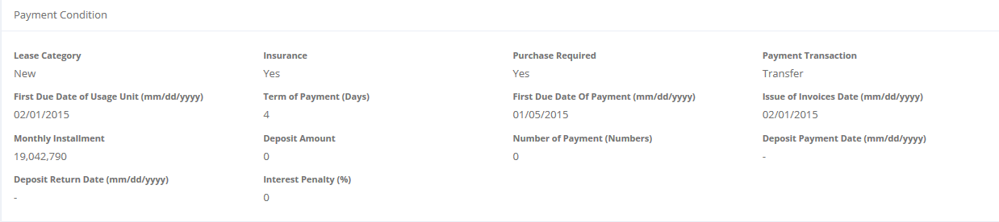 Payment Condition
Lease Category Insurance Purchase Required Payment Transaction
New Yes Yes Transfer
First Due Date of Usage Unit (mm/dd/yyyy) Term of Payment (Days) First Due Date Of Payment (mm/dd/yyyy) Issue of Invoices Date (mm/dd/yyyy)
02/01/2015 4 01/05/2015 02/01/2015
Monthly Installment Deposit Amount Number of Payment (Numbers) Deposit Payment Date (mm/dd/yyyy)
19,042,790 0 0 -
Deposit Return Date (mm/dd/yyyy) Interest Penalty (%)
- 0